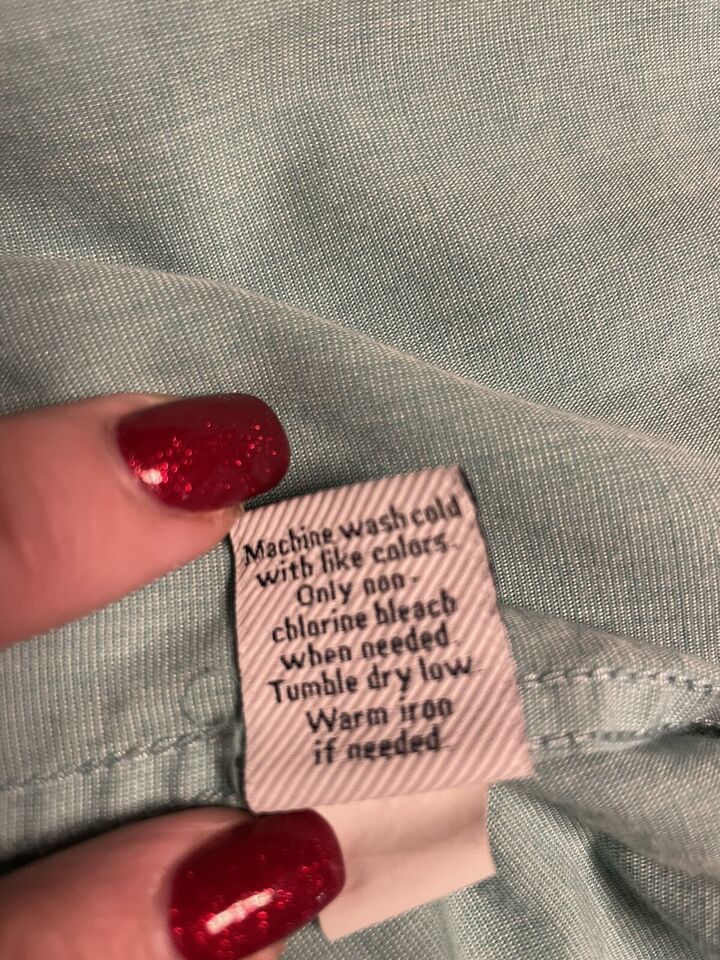 Machine wash cold
with like colors.
Only non-
chlorine bleach
when needed
Tumble dry low
Warm iron
if needed